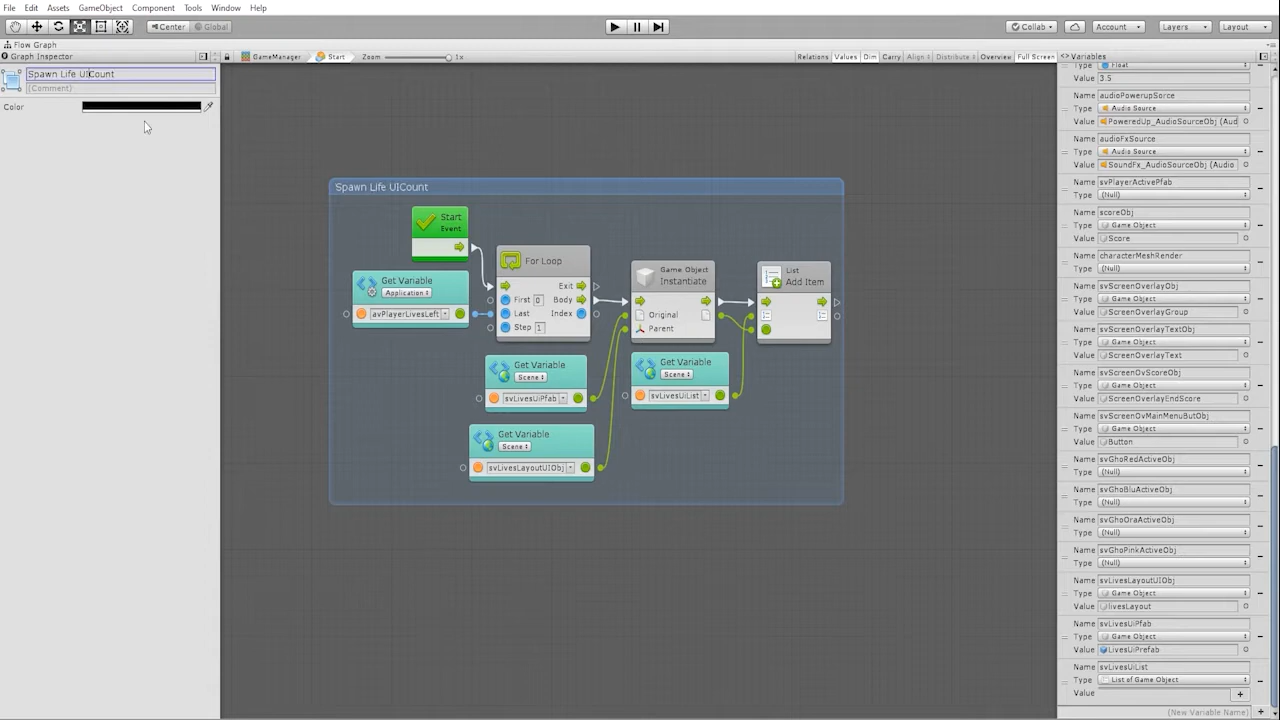 File Edit Assets GameObject Component Tools Window Help
Center Global Collab Account Layers Layout
Flow Graph
Graph Inspector
GameManager Start Zoom 1x Relations Values Dim Carry Align Distribute Overview Full Screen
Variables
Spawn Life UICount
(Comment)
Color
Spawn Life UICount
Start
Event
Get Variable
Application
avPlayerLivesLeft
For Loop
Exit
First 0 Body
Last Index
Step 1
Game Object
Instantiate
Original
Parent
List
Add Item
Get Variable
Scene
svLivesUiPfab
Get Variable
Scene
svLivesUiList
Get Variable
Scene
svLivesLayoutUIObj
Type Float
Value 3.5
Name audioPowerupSorce
Type Audio Source
Value PoweredUp_AudioSourceObj (Aud
Name audioFxSource
Type Audio Source
Value SoundFx_AudioSourceObj (Audio
Name svPlayerActivePfab
Type (Null)
Name scoreObj
Type Game Object
Value Score
Name characterMeshRender
Type (Null)
Name svScreenOverlayObj
Type Game Object
Value ScreenOverlayGroup
Name svScreenOverlayTextObj
Type Game Object
Value ScreenOverlayText
Name svScreenOvScoreObj
Type Game Object
Value ScreenOverlayEndScore
Name svScreenOvMainMenuButObj
Type Game Object
Value Button
Name svGhoRedActiveObj
Type (Null)
Name svGhoBluActiveObj
Type (Null)
Name svGhoOraActiveObj
Type (Null)
Name svGhoPinkActiveObj
Type (Null)
Name svLivesLayoutUIObj
Type Game Object
Value livesLayout
Name svLivesUiPfab
Type Game Object
Value LivesUiPrefab
Name svLivesUiList
Type List of Game Object
Value
(New Variable Name)